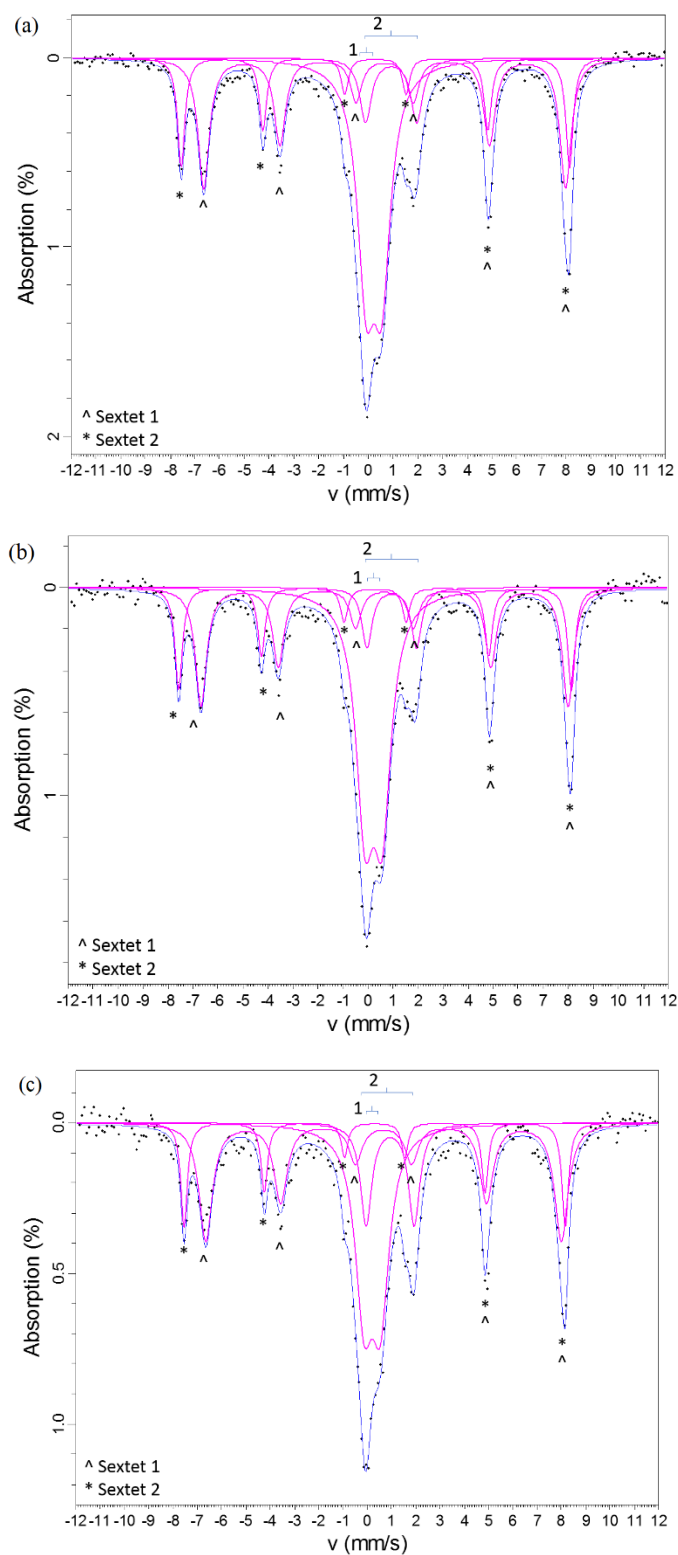 (a)
2
1
0
* ^ * ^
* ^ * ^
Absorption (%)
1
* ^
* ^
^ Sextet 1
* Sextet 2
2
-12 -11 -10 -9 -8 -7 -6 -5 -4 -3 -2 -1 0 1 2 3 4 5 6 7 8 9 10 11 12
v (mm/s)
(b)
2
1
0
* ^ * ^
* ^ * ^
Absorption (%)
1
* ^
* ^
^ Sextet 1
* Sextet 2
-12 -11 -10 -9 -8 -7 -6 -5 -4 -3 -2 -1 0 1 2 3 4 5 6 7 8 9 10 11 12
v (mm/s)
(c)
2
1
0.0
* ^ * ^
* ^ * ^
Absorption (%)
0.5
* ^
* ^
1.0
^ Sextet 1
* Sextet 2
-12 -11 -10 -9 -8 -7 -6 -5 -4 -3 -2 -1 0 1 2 3 4 5 6 7 8 9 10 11 12
v (mm/s)